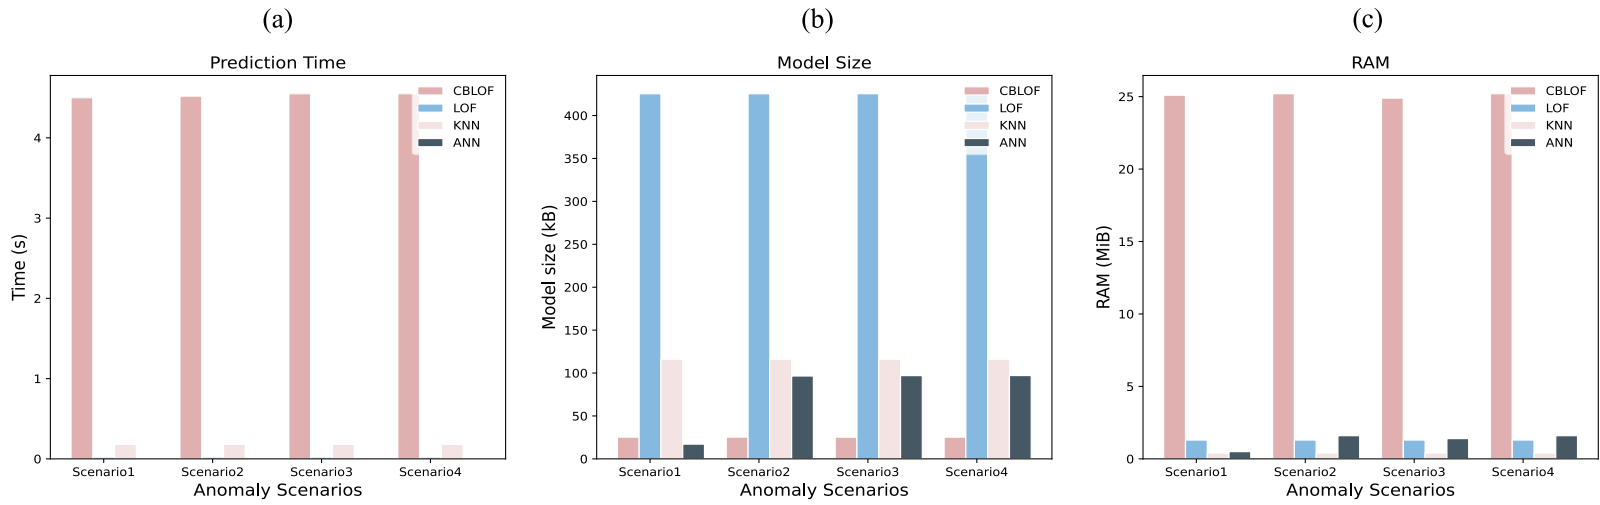 (a)
Prediction Time
CBLOF
LOF
KNN
ANN
4
3
2
1
0
Time (s)
Scenario1
Scenario2
Scenario3
Scenario4
Anomaly Scenarios
(b)
Model Size
CBLOF
LOF
KNN
ANN
400
350
300
250
200
150
100
50
0
Model size (kB)
Scenario1
Scenario2
Scenario3
Scenario4
Anomaly Scenarios
(c)
RAM
CBLOF
LOF
KNN
ANN
25
20
15
10
5
0
RAM (MiB)
Scenario1
Scenario2
Scenario3
Scenario4
Anomaly Scenarios